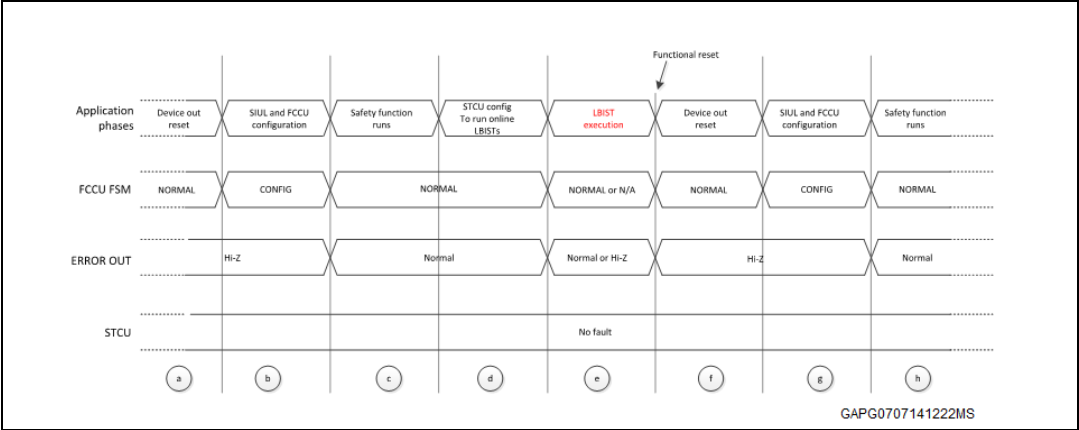 Functional reset
Application
phases
Device out
reset
SIUL and FCCU
configuration
Safety function
runs
STCU config
To run online
LBISTs
LBIST
execution
Device out
reset
SIUL and FCCU
configuration
Safety function
runs
FCCU FSM
NORMAL
CONFIG
NORMAL
NORMAL or N/A
NORMAL
CONFIG
NORMAL
ERROR OUT
Hi-Z
Normal
Normal or Hi-Z
Hi-Z
Normal
STCU
No fault
a
b
c
d
e
f
g
h
GAPG0707141222MS